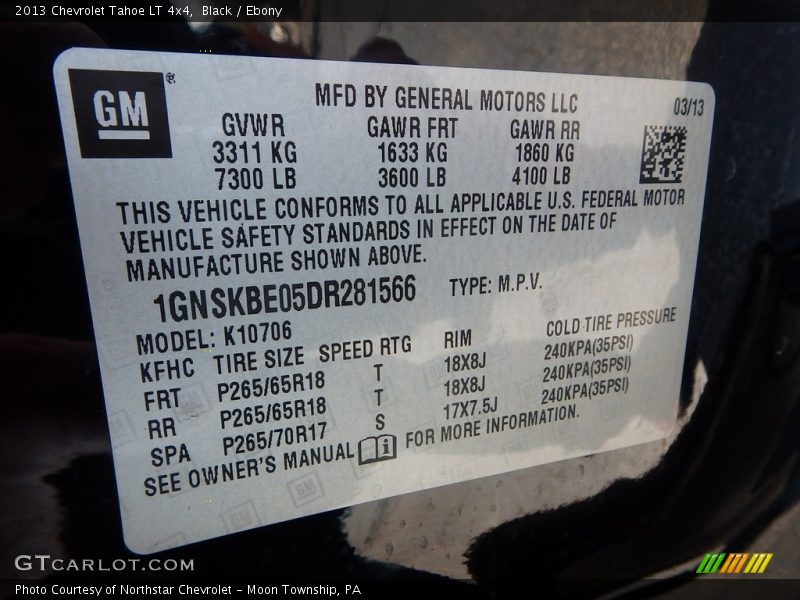 2013 Chevrolet Tahoe LT 4x4, Black / Ebony
GM ®
MFD BY GENERAL MOTORS LLC 03/13
GVWR GAWR FRT GAWR RR
3311 KG 1633 KG 1860 KG
7300 LB 3600 LB 4100 LB
THIS VEHICLE CONFORMS TO ALL APPLICABLE U.S. FEDERAL MOTOR
VEHICLE SAFETY STANDARDS IN EFFECT ON THE DATE OF
MANUFACTURE SHOWN ABOVE.
1GNSKBE05DR281566 TYPE: M.P.V.
MODEL: K10706
KFHC TIRE SIZE SPEED RTG RIM COLD TIRE PRESSURE
FRT P265/65R18 T 18X8J 240KPA(35PSI)
RR P265/65R18 T 18X8J 240KPA(35PSI)
SPA P265/70R17 S 17X7.5J 240KPA(35PSI)
SEE OWNER'S MANUAL i FOR MORE INFORMATION.
GTCARLOT.COM
Photo Courtesy of Northstar Chevrolet - Moon Township, PA